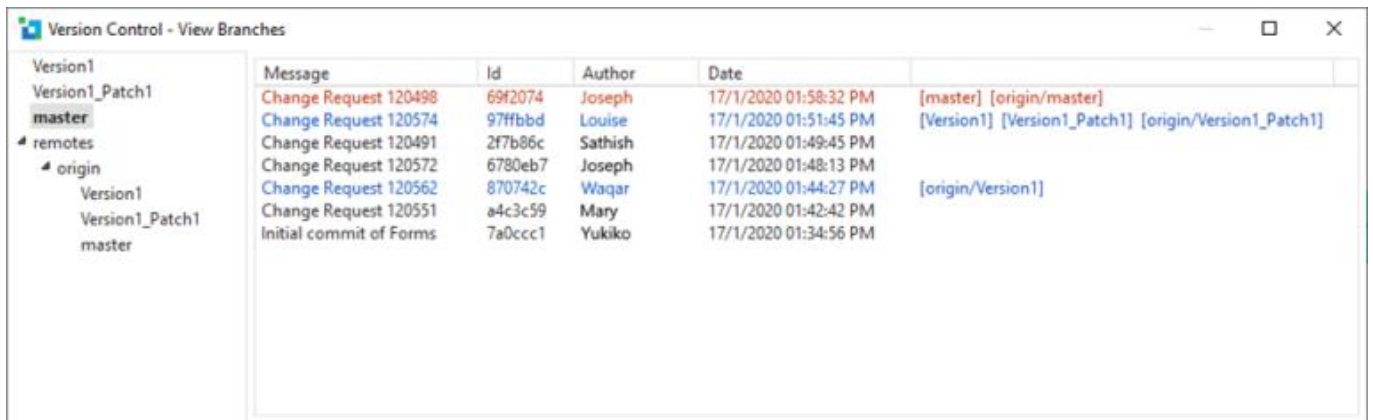 Version Control - View Branches
Version1
Version1_Patch1
master
remotes
origin
Version1
Version1_Patch1
master
Message Id Author Date
Change Request 120498 69f2074 Joseph 17/1/2020 01:58:32 PM [master] [origin/master]
Change Request 120574 97ffbbd Louise 17/1/2020 01:51:45 PM [Version1] [Version1_Patch1] [origin/Version1_Patch1]
Change Request 120491 2f7b86c Sathish 17/1/2020 01:49:45 PM
Change Request 120572 6780eb7 Joseph 17/1/2020 01:48:13 PM
Change Request 120562 870742c Waqar 17/1/2020 01:44:27 PM [origin/Version1]
Change Request 120551 a4c3c59 Mary 17/1/2020 01:42:42 PM
Initial commit of Forms 7a0ccc1 Yukiko 17/1/2020 01:34:56 PM